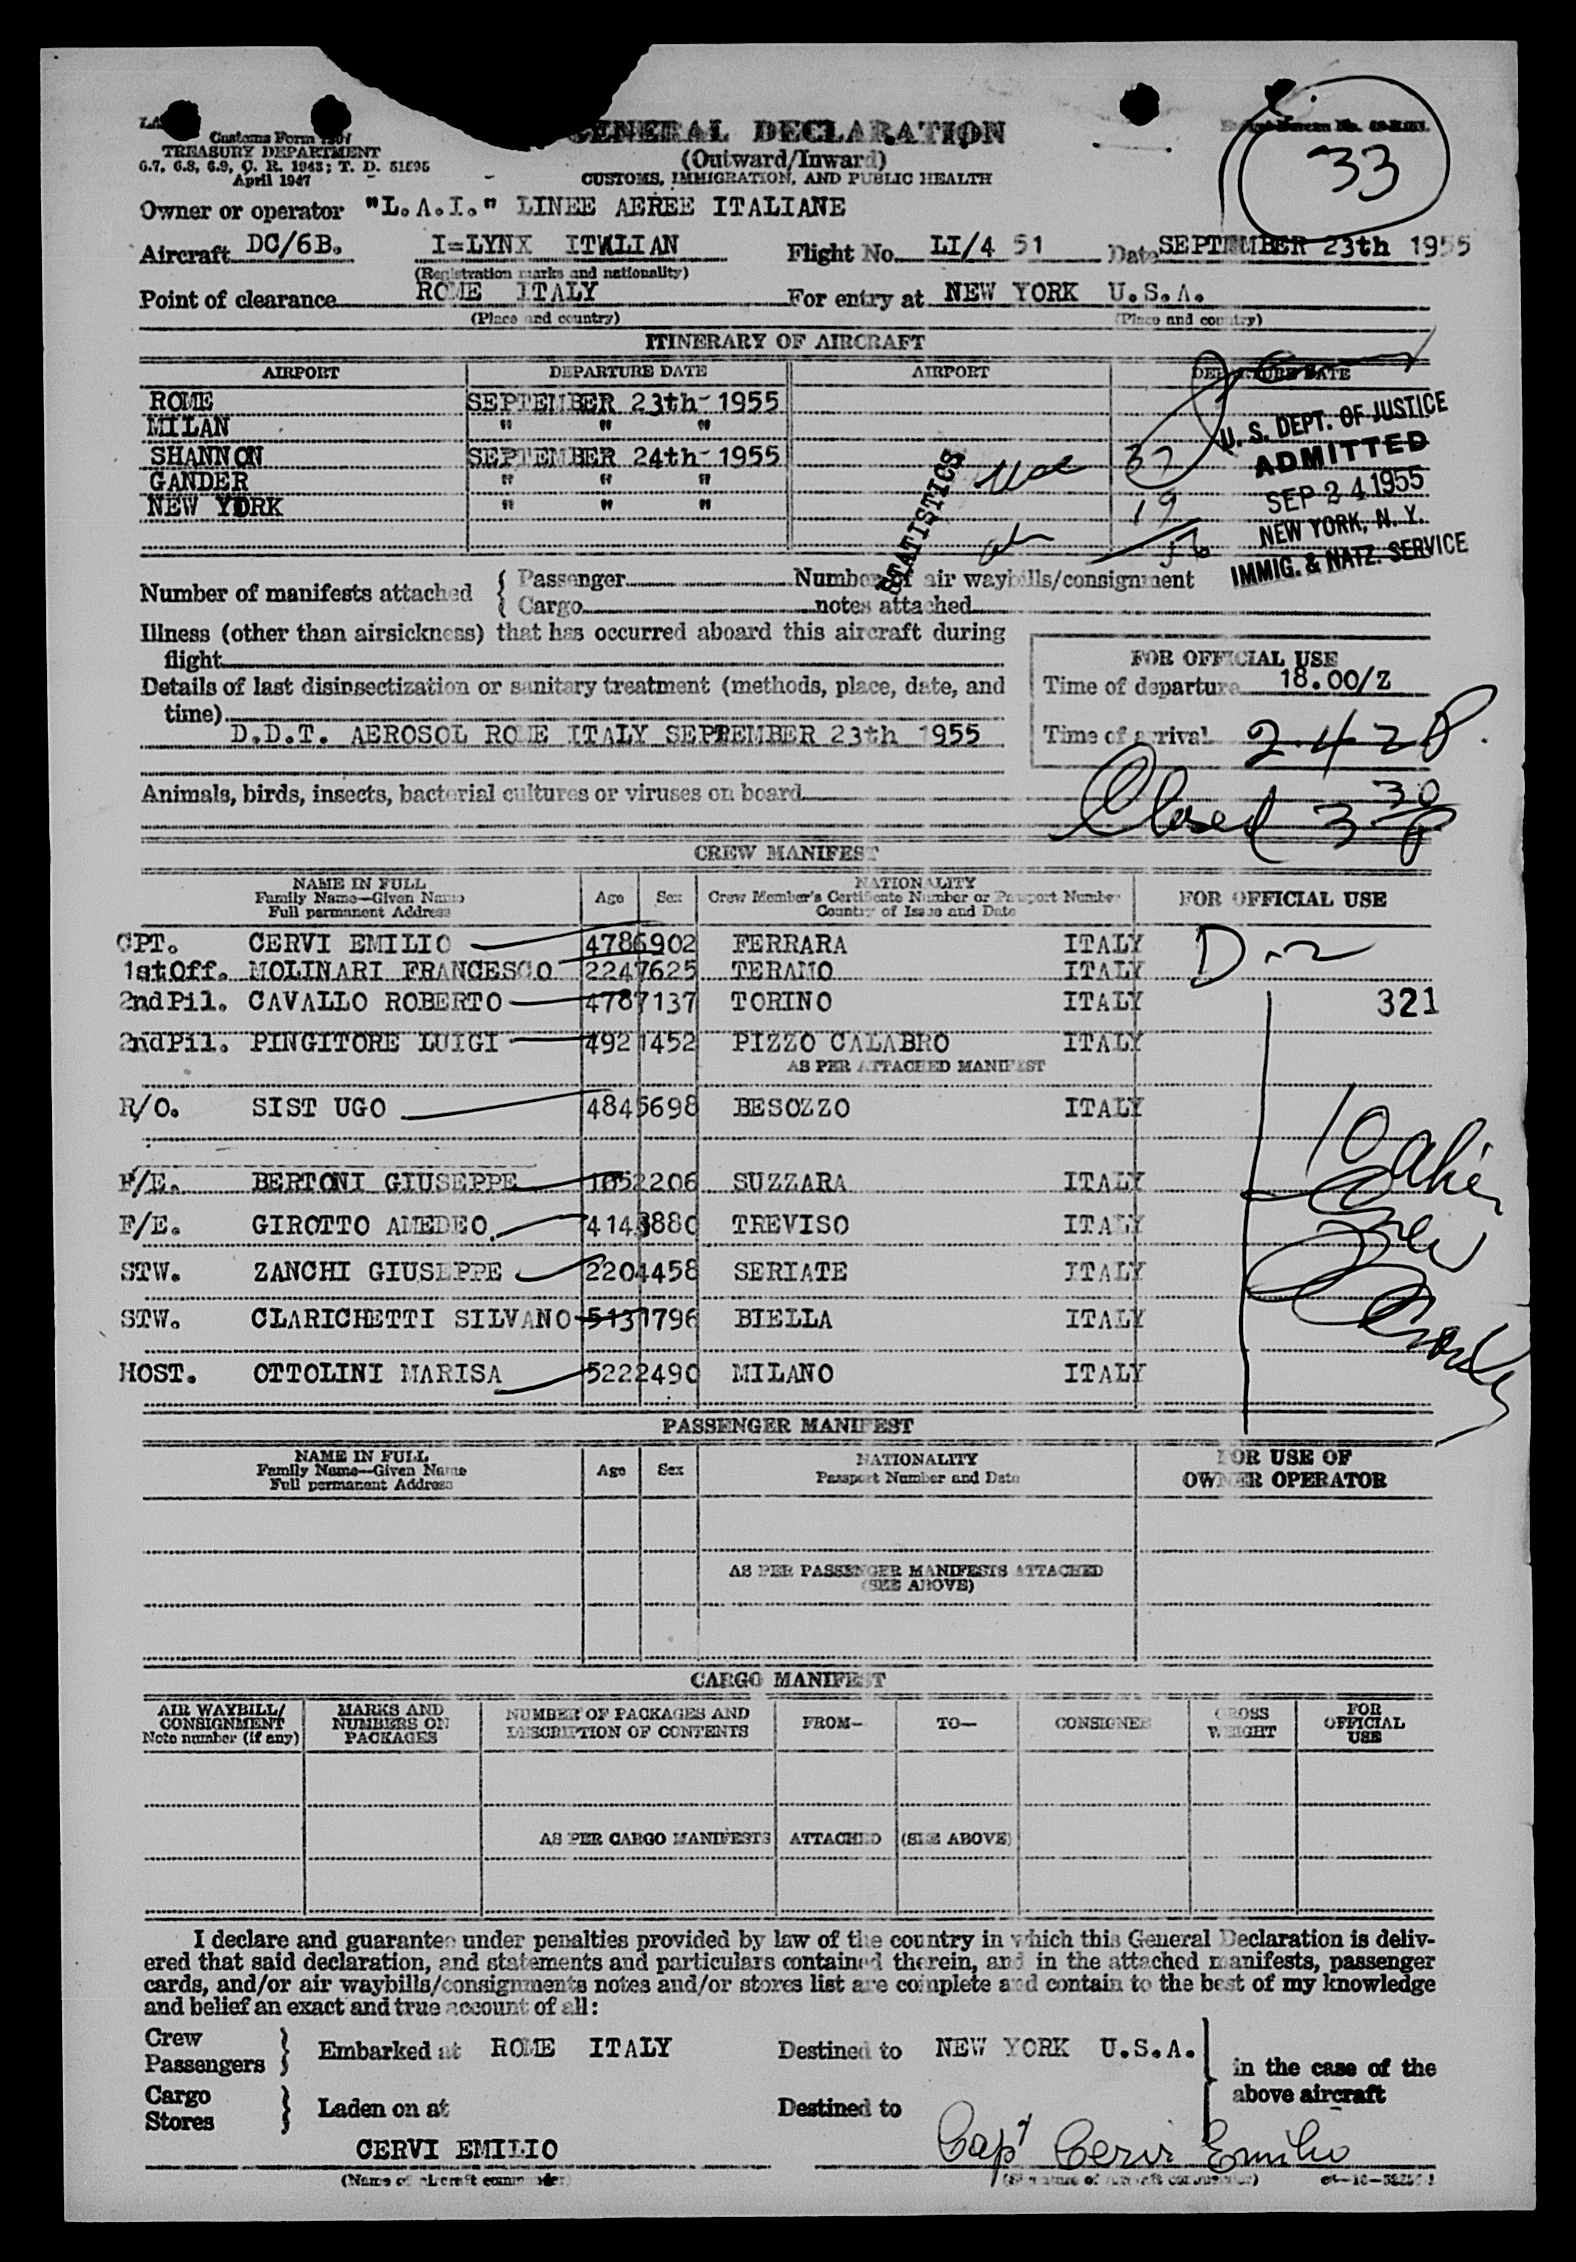 Customs Form
TREASURY DEPARTMENT
6.7, 6.8, 6.9, C. R. 1943; T. D. 51595
April 1947
GENERAL DECLARATION
(Outward/Inward)
CUSTOMS, IMMIGRATION, AND PUBLIC HEALTH
33
Owner or operator "L.A.I." LINEE AEREE ITALIANE
Aircraft DC/6B. I=LYNX ITALIAN Flight No. LI/4 51 Date SEPTEMBER 23th 1955
(Registration marks and nationality)
Point of clearance ROME ITALY For entry at NEW YORK U.S.A.
(Place and country) (Place and country)
ITINERARY OF AIRCRAFT
AIRPORT DEPARTURE DATE AIRPORT DEPARTURE DATE
ROME SEPTEMBER 23th-1955
MILAN " " "
SHANNON SEPTEMBER 24th-1955
GANDER " " "
NEW YORK " " "
STATISTICS
37
19
56
U. S. DEPT. OF JUSTICE
ADMITTED
SEP 24 1955
NEW YORK, N. Y.
IMMIG. & NATZ. SERVICE
Number of manifests attached { Passenger Number of air waybills/consignment
Cargo notes attached
Illness (other than airsickness) that has occurred aboard this aircraft during
flight
Details of last disinsectization or sanitary treatment (methods, place, date, and
time)
D.D.T. AEROSOL ROME ITALY SEPTEMBER 23th 1955
FOR OFFICIAL USE
Time of departure 18.00/Z
Time of arrival 2.42 P.
Animals, birds, insects, bacterial cultures or viruses on board
Closed 3 30 P
CREW MANIFEST
NAME IN FULL
Family Name—Given Name
Full permanent Address
Age Sex
NATIONALITY
Crew Member's Certificate Number or Passport Number
Country of Issue and Date
FOR OFFICIAL USE
CPT. CERVI EMILIO 4786902 FERRARA ITALY D-2
1stOff. MOLINARI FRANCESCO 2247625 TERAMO ITALY
2ndPil. CAVALLO ROBERTO 4787137 TORINO ITALY 321
2ndPil. PINGITORE LUIGI 4921452 PIZZO CALABRO ITALY
AS PER ATTACHED MANIFEST
R/O. SIST UGO 4845698 BESOZZO ITALY
F/E. BERTONI GIUSEPPE 1652206 SUZZARA ITALY
F/E. GIROTTO AMEDEO. 4143880 TREVISO ITALY
STW. ZANCHI GIUSEPPE 2204458 SERIATE ITALY
STW. CLARICHETTI SILVANO 5131796 BIELLA ITALY
HOST. OTTOLINI MARISA 5222490 MILANO ITALY
10 alien
crew
PASSENGER MANIFEST
NAME IN FULL
Family Name—Given Name
Full permanent Address
Age Sex
NATIONALITY
Passport Number and Date
FOR USE OF
OWNER OPERATOR
AS PER PASSENGER MANIFESTS ATTACHED
(SEE ABOVE)
CARGO MANIFEST
AIR WAYBILL/
CONSIGNMENT
Note number (if any)
MARKS AND
NUMBERS ON
PACKAGES
NUMBER OF PACKAGES AND
DESCRIPTION OF CONTENTS
FROM—
TO—
CONSIGNEE
GROSS
WEIGHT
FOR
OFFICIAL
USE
AS PER CARGO MANIFESTS ATTACHED (SEE ABOVE)
I declare and guarantee under penalties provided by law of the country in which this General Declaration is deliv-
ered that said declaration, and statements and particulars contained therein, and in the attached manifests, passenger
cards, and/or air waybills/consignments notes and/or stores list are complete and contain to the best of my knowledge
and belief an exact and true account of all:
Crew
Passengers } Embarked at ROME ITALY Destined to NEW YORK U.S.A.
Cargo
Stores } Laden on at Destined to
in the case of the
above aircraft
CERVI EMILIO Capt Cervi Emilio
(Name of aircraft commander) (Signature of aircraft commander)